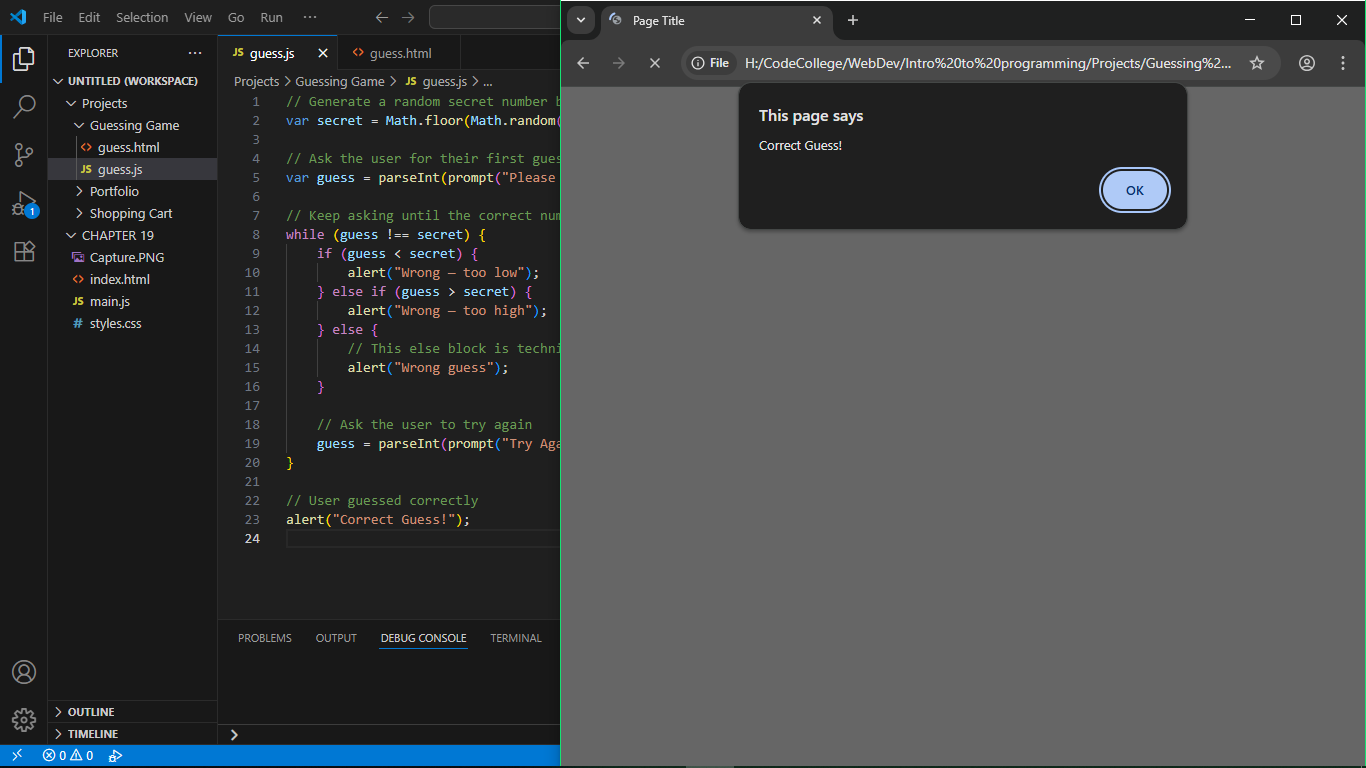 File Edit Selection View Go Run ···
EXPLORER ···
UNTITLED (WORKSPACE)
Projects
Guessing Game
guess.html
JS guess.js
Portfolio
Shopping Cart
CHAPTER 19
Capture.PNG
index.html
JS main.js
# styles.css
OUTLINE
TIMELINE
1
0 0
JS guess.js guess.html
Projects > Guessing Game > JS guess.js > ...
1 // Generate a random secret number b
2 var secret = Math.floor(Math.random(
3
4 // Ask the user for their first gues
5 var guess = parseInt(prompt("Please
6
7 // Keep asking until the correct num
8 while (guess !== secret) {
9 if (guess < secret) {
10 alert("Wrong — too low");
11 } else if (guess > secret) {
12 alert("Wrong — too high");
13 } else {
14 // This else block is techni
15 alert("Wrong guess");
16 }
17
18 // Ask the user to try again
19 guess = parseInt(prompt("Try Aga
20 }
21
22 // User guessed correctly
23 alert("Correct Guess!");
24
PROBLEMS OUTPUT DEBUG CONSOLE TERMINAL
Page Title
File H:/CodeCollege/WebDev/Intro%20to%20programming/Projects/Guessing%2...
This page says
Correct Guess!
OK